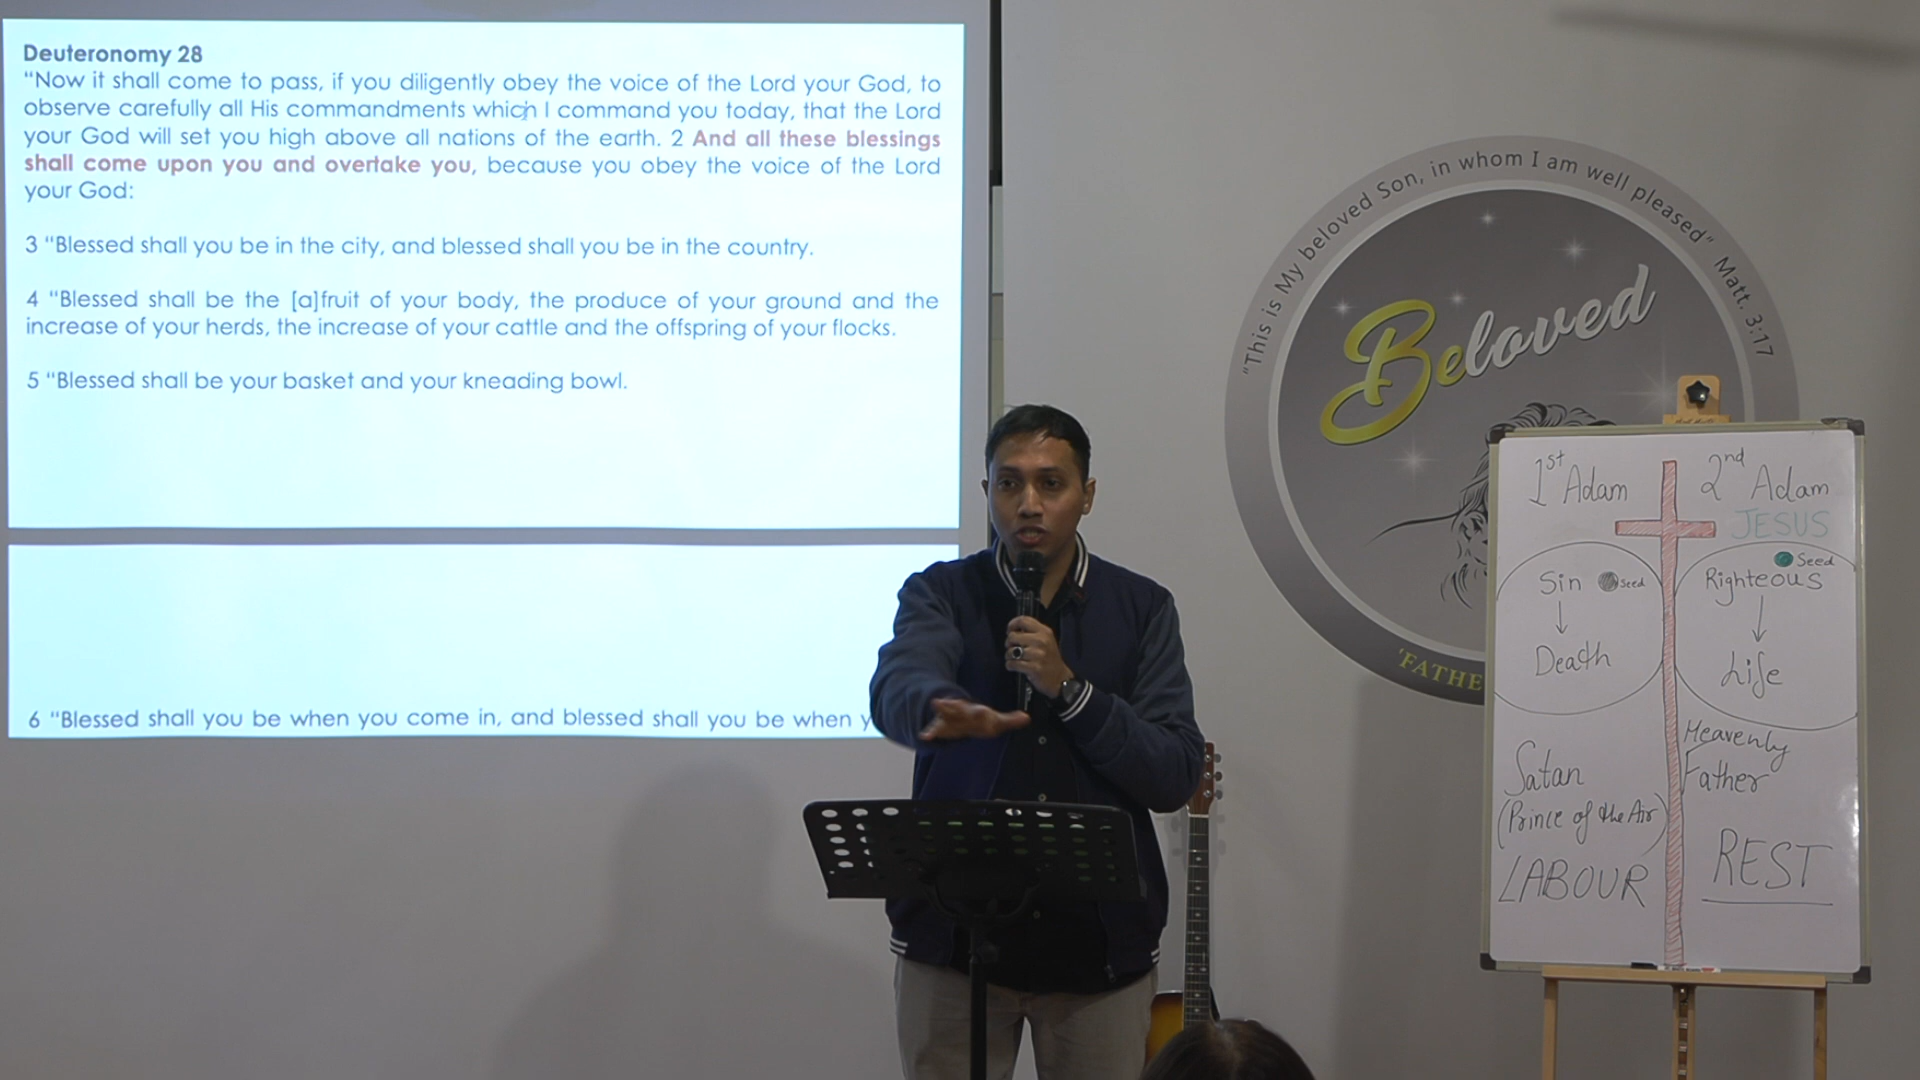 Deuteronomy 28
“Now it shall come to pass, if you diligently obey the voice of the Lord your God, to
observe carefully all His commandments which I command you today, that the Lord
your God will set you high above all nations of the earth. 2 And all these blessings
shall come upon you and overtake you, because you obey the voice of the Lord
your God:
3 “Blessed shall you be in the city, and blessed shall you be in the country.
4 “Blessed shall be the [a]fruit of your body, the produce of your ground and the
increase of your herds, the increase of your cattle and the offspring of your flocks.
5 “Blessed shall be your basket and your kneading bowl.
6 “Blessed shall you be when you come in, and blessed shall you be when
"This is My beloved Son, in whom I am well pleased" Matt. 3:17
Beloved
'FATHE
1st Adam
2nd Adam
JESUS
Sin Seed
Death
Seed
Righteous
Life
Satan
(Prince of the Air)
LABOUR
Heavenly
Father
REST